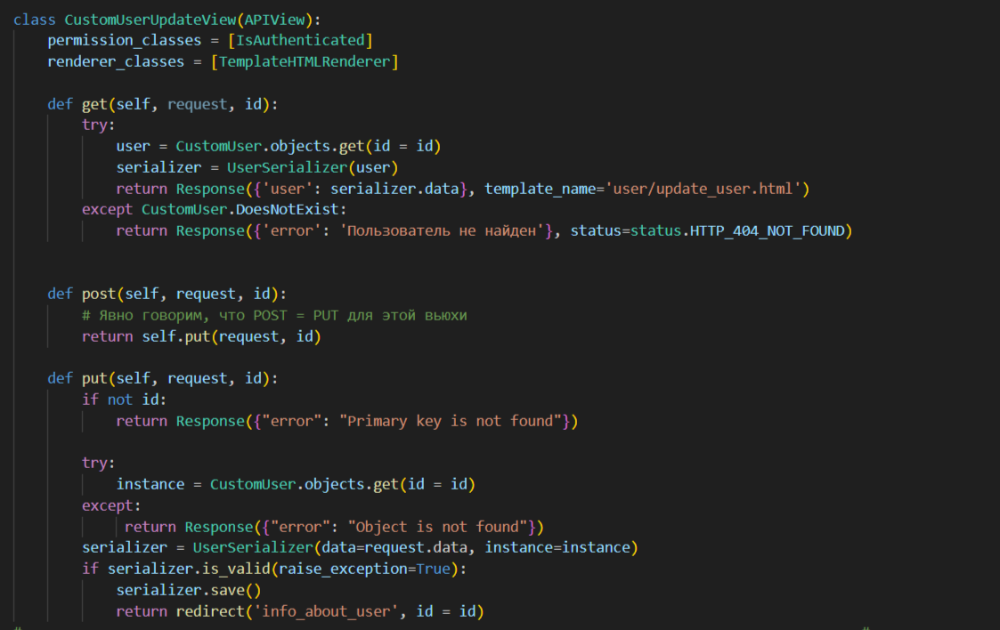 class CustomUserUpdateView(APIView):
    permission_classes = [IsAuthenticated]
    renderer_classes = [TemplateHTMLRenderer]

    def get(self, request, id):
        try:
            user = CustomUser.objects.get(id = id)
            serializer = UserSerializer(user)
            return Response({'user': serializer.data}, template_name='user/update_user.html')
        except CustomUser.DoesNotExist:
            return Response({'error': 'Пользователь не найден'}, status=status.HTTP_404_NOT_FOUND)


    def post(self, request, id):
        # Явно говорим, что POST = PUT для этой вьюхи
        return self.put(request, id)

    def put(self, request, id):
        if not id:
            return Response({"error": "Primary key is not found"})

        try:
            instance = CustomUser.objects.get(id = id)
        except:
             return Response({"error": "Object is not found"})
        serializer = UserSerializer(data=request.data, instance=instance)
        if serializer.is_valid(raise_exception=True):
            serializer.save()
            return redirect('info_about_user', id = id)